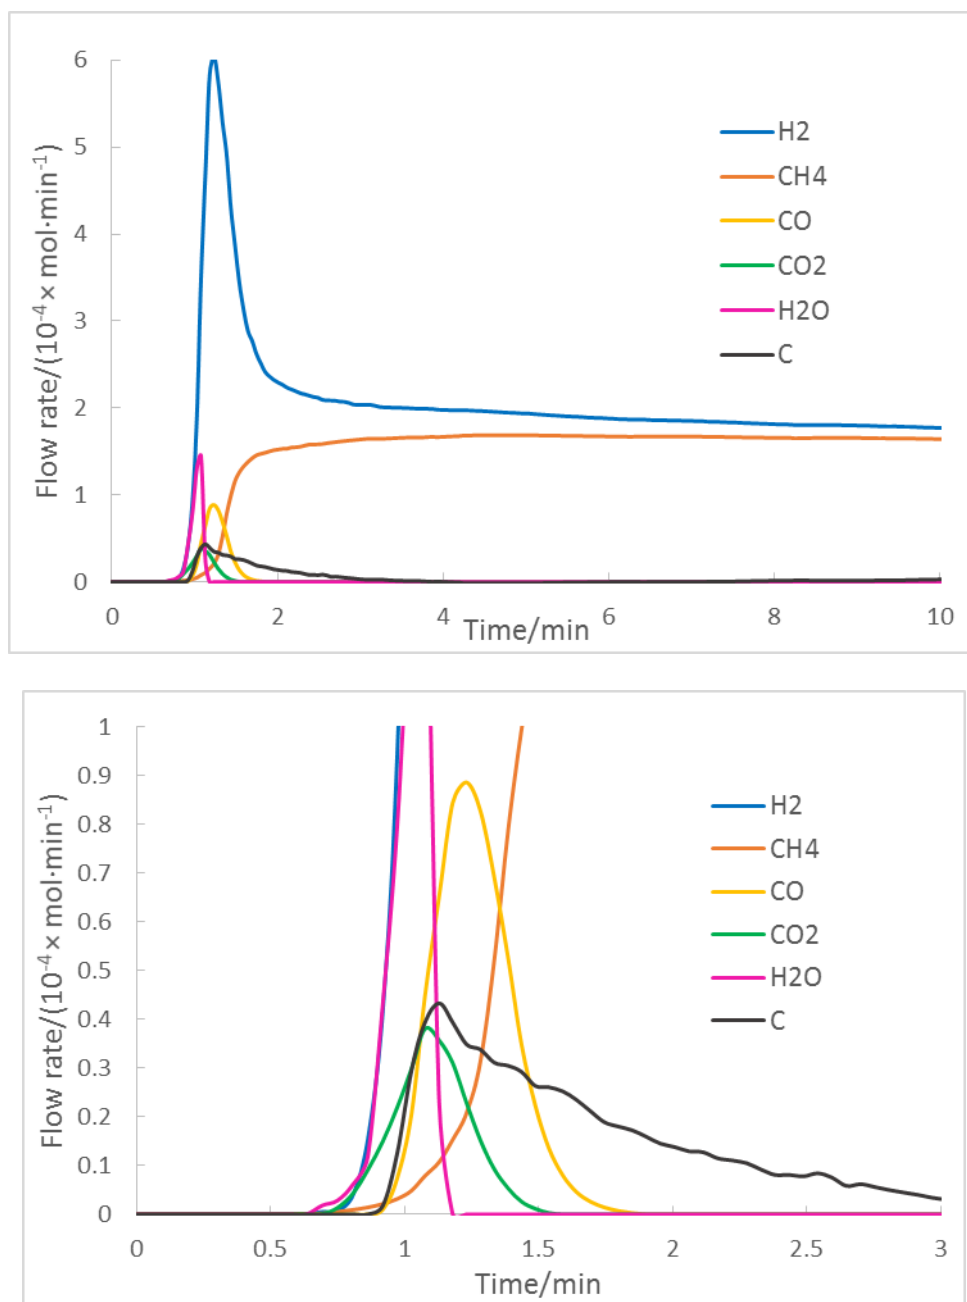 Flow rate/(10⁻⁴ × mol·min⁻¹)
6
5
4
3
2
1
0
0 2 4 6 8 10
Time/min
H2
CH4
CO
CO2
H2O
C
Flow rate/(10⁻⁴ × mol·min⁻¹)
1
0.9
0.8
0.7
0.6
0.5
0.4
0.3
0.2
0.1
0
0 0.5 1 1.5 2 2.5 3
Time/min
H2
CH4
CO
CO2
H2O
C